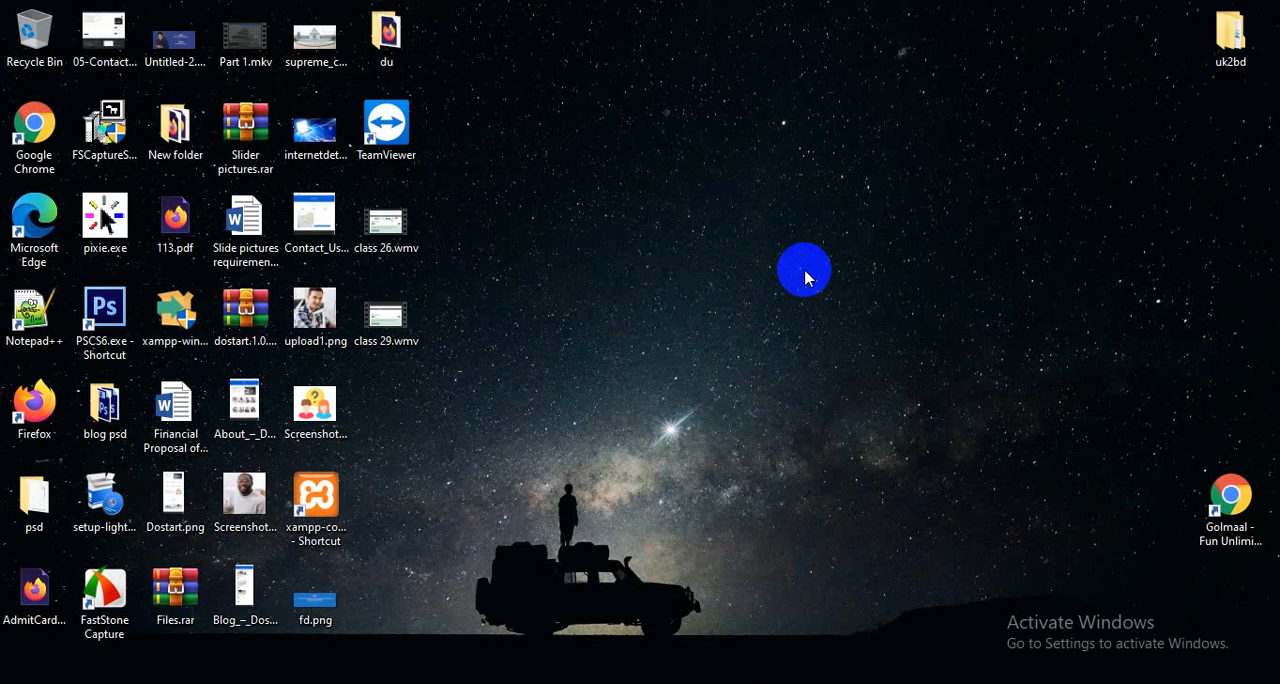 Recycle Bin
05-Contact...
Untitled-2....
Part 1.mkv
supreme_c...
du
uk2bd
Google
Chrome
FSCaptureS...
New folder
Slider
pictures.rar
internetdet...
TeamViewer
Microsoft
Edge
pixie.exe
113.pdf
Slide pictures
requiremen...
Contact_Us...
class 26.wmv
Notepad++
Ps
PSCS6.exe -
Shortcut
xampp-win...
dostart.1.0....
upload1.png
class 29.wmv
Firefox
blog psd
Financial
Proposal of...
About_–_D...
Screenshot...
psd
setup-light...
Dostart.png
Screenshot...
xampp-co...
- Shortcut
Golmaal -
Fun Unlimi...
AdmitCard...
FastStone
Capture
Files.rar
Blog_–_Dos...
fd.png
Activate Windows
Go to Settings to activate Windows.